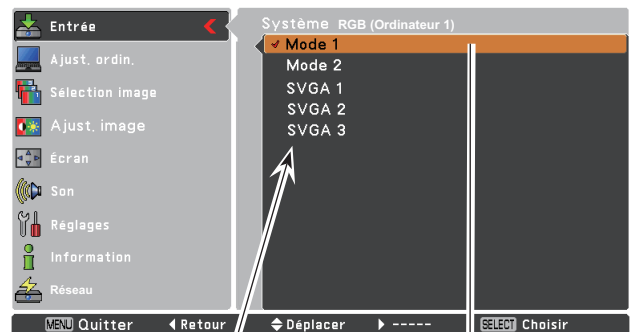 Entrée
Ajust. ordin.
Sélection image
Ajust. image
Écran
Son
Réglages
Information
Réseau
Système RGB (Ordinateur 1)
Mode 1
Mode 2
SVGA 1
SVGA 2
SVGA 3
MENU Quitter Retour Déplacer ----- SELECT Choisir